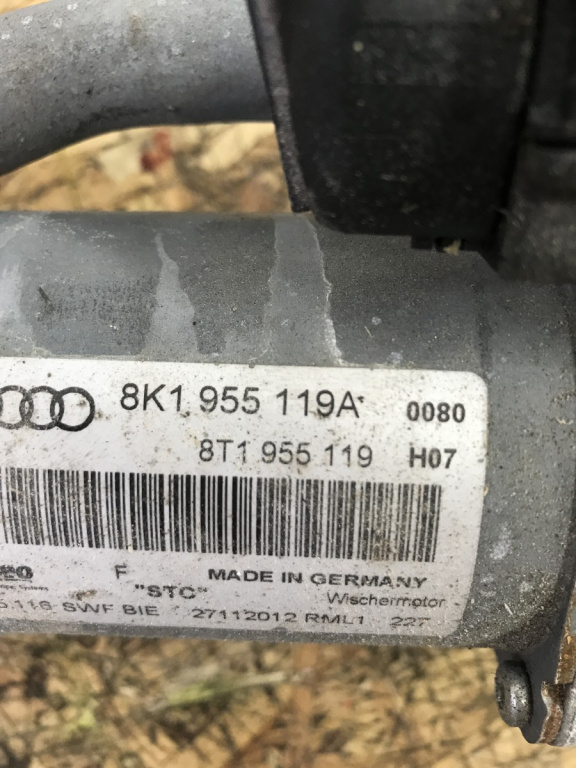 8K1 955 119A 0080
8T1 955 119 H07
F
"STC" MADE IN GERMANY
Wischermotor
SWF BIE 27112012 RML1 227